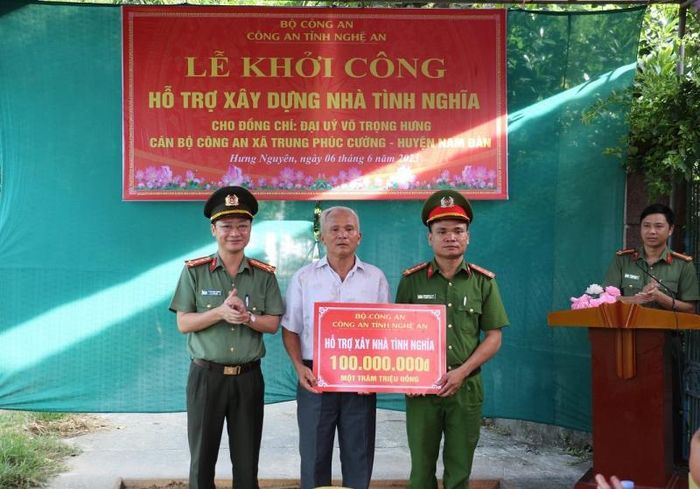 BỘ CÔNG AN
CÔNG AN TỈNH NGHỆ AN
LỄ KHỞI CÔNG
HỖ TRỢ XÂY DỰNG NHÀ TÌNH NGHĨA
CHO ĐỒNG CHÍ: ĐẠI UÝ VÕ TRỌNG HƯNG
CÁN BỘ CÔNG AN XÃ TRUNG PHÚC CƯỜNG - HUYỆN NAM ĐÀN
Hưng Nguyên, ngày 06 tháng 6 năm 2023
BỘ CÔNG AN
CÔNG AN TỈNH NGHỆ AN
HỖ TRỢ XÂY NHÀ TÌNH NGHĨA
100.000.000đ
MỘT TRĂM TRIỆU ĐỒNG